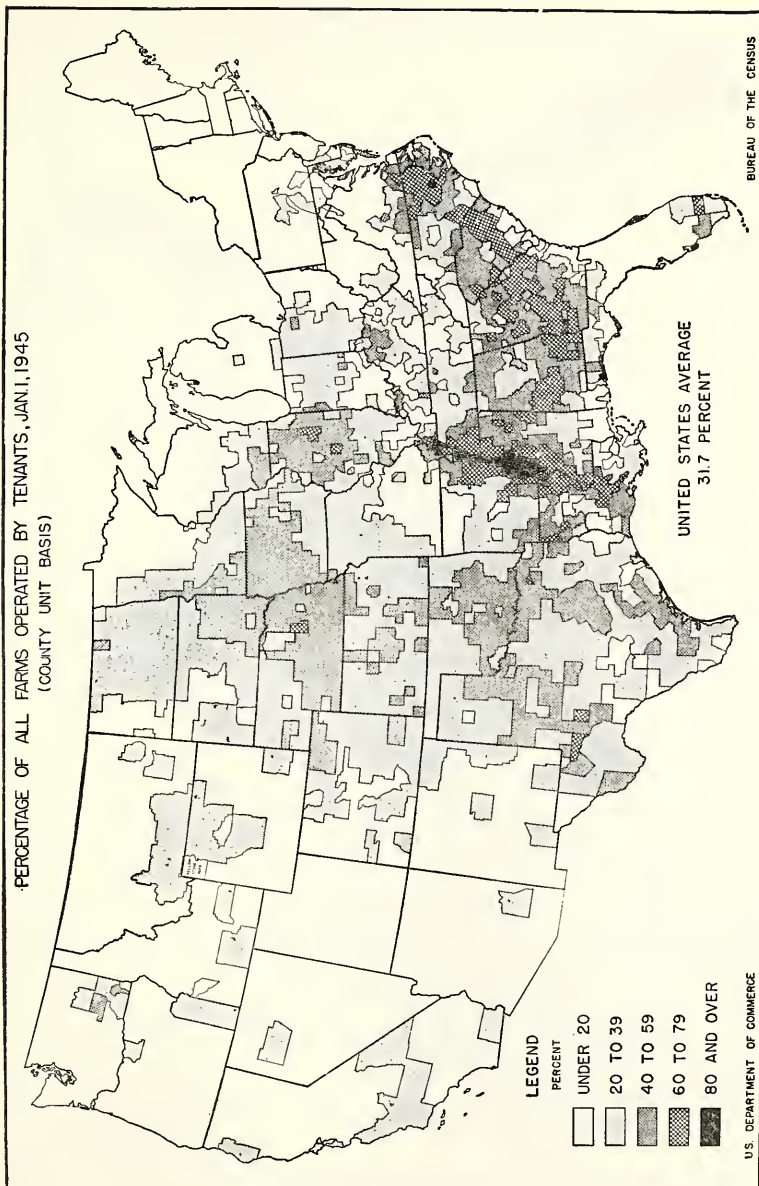 PERCENTAGE OF ALL FARMS OPERATED BY TENANTS, JAN.1, 1945
(COUNTY UNIT BASIS)
UNITED STATES AVERAGE
31.7 PERCENT
LEGEND
PERCENT
UNDER 20
20 TO 39
40 TO 59
60 TO 79
80 AND OVER
U.S. DEPARTMENT OF COMMERCE
BUREAU OF THE CENSUS